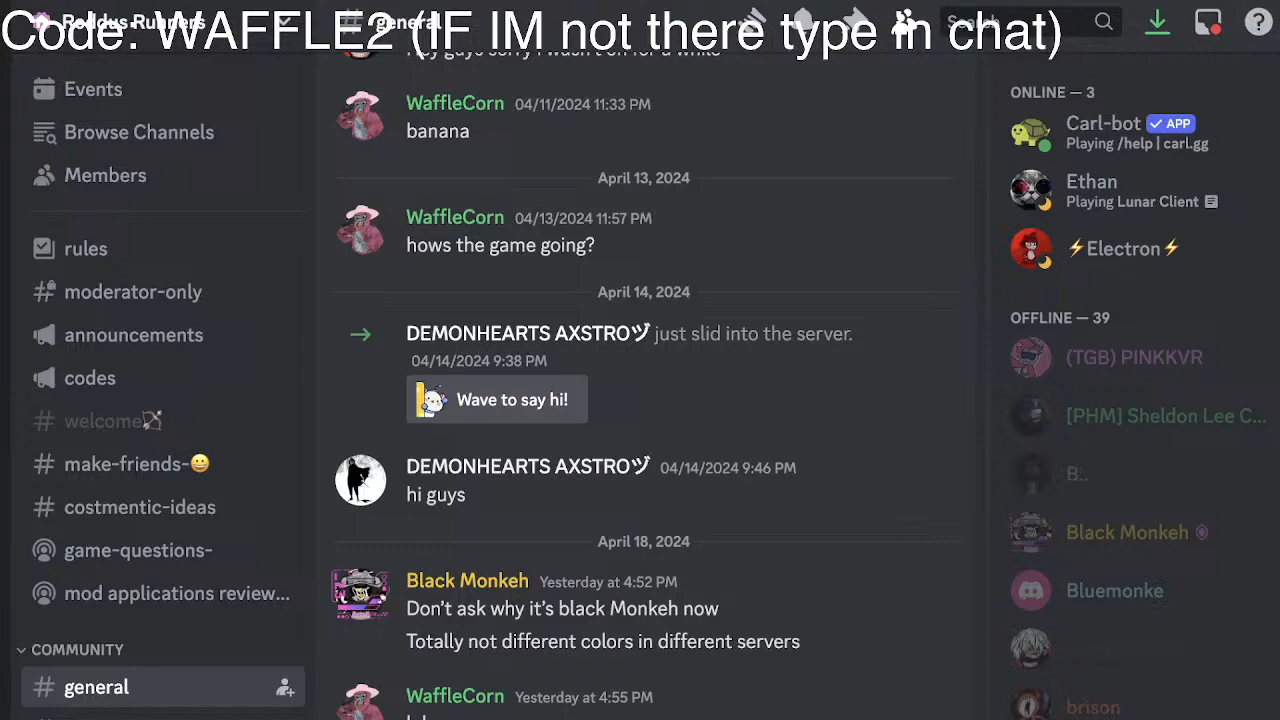 Code: WAFFLE2 (IF IM not there type in chat)
general
Search
Events
Browse Channels
Members
rules
moderator-only
announcements
codes
welcome🏹
make-friends-😀
costmentic-ideas
game-questions-
mod applications review...
COMMUNITY
general
WaffleCorn 04/11/2024 11:33 PM
banana
April 13, 2024
WaffleCorn 04/13/2024 11:57 PM
hows the game going?
April 14, 2024
DEMONHEARTS AXSTROヅ just slid into the server.
04/14/2024 9:38 PM
Wave to say hi!
DEMONHEARTS AXSTROヅ 04/14/2024 9:46 PM
hi guys
April 18, 2024
Black Monkeh Yesterday at 4:52 PM
Don't ask why it's black Monkeh now
Totally not different colors in different servers
WaffleCorn Yesterday at 4:55 PM
ONLINE — 3
Carl-bot ✓ APP
Playing /help | carl.gg
Ethan
Playing Lunar Client
⚡Electron⚡
OFFLINE — 39
(TGB) PINKKVR
[PHM] Sheldon Lee C...
B..
Black Monkeh
Bluemonke
brison